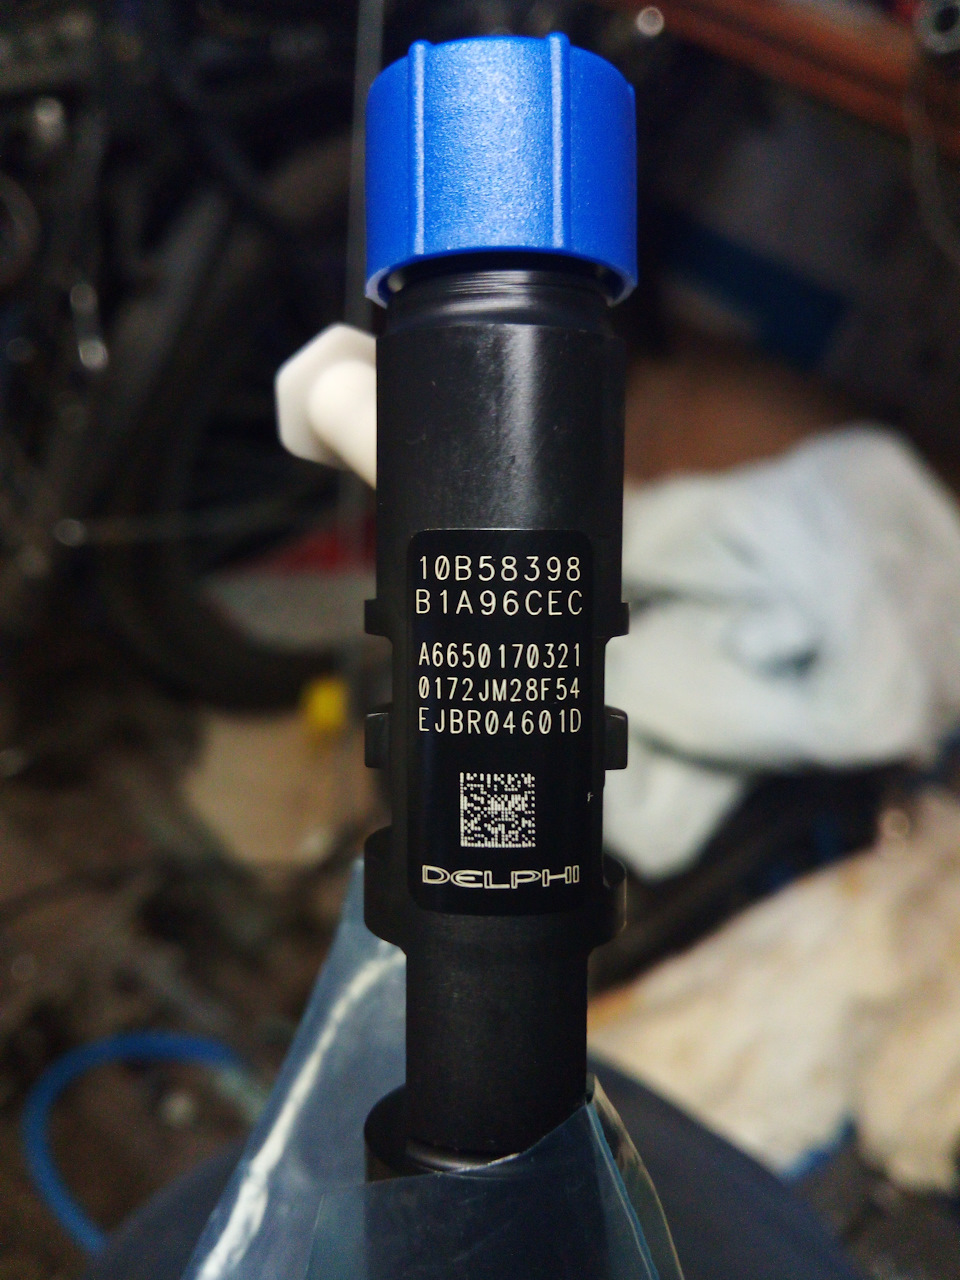 10B58398
B1A96CEC
A6650170321
0172JM28F54
EJBR04601D
DELPHI